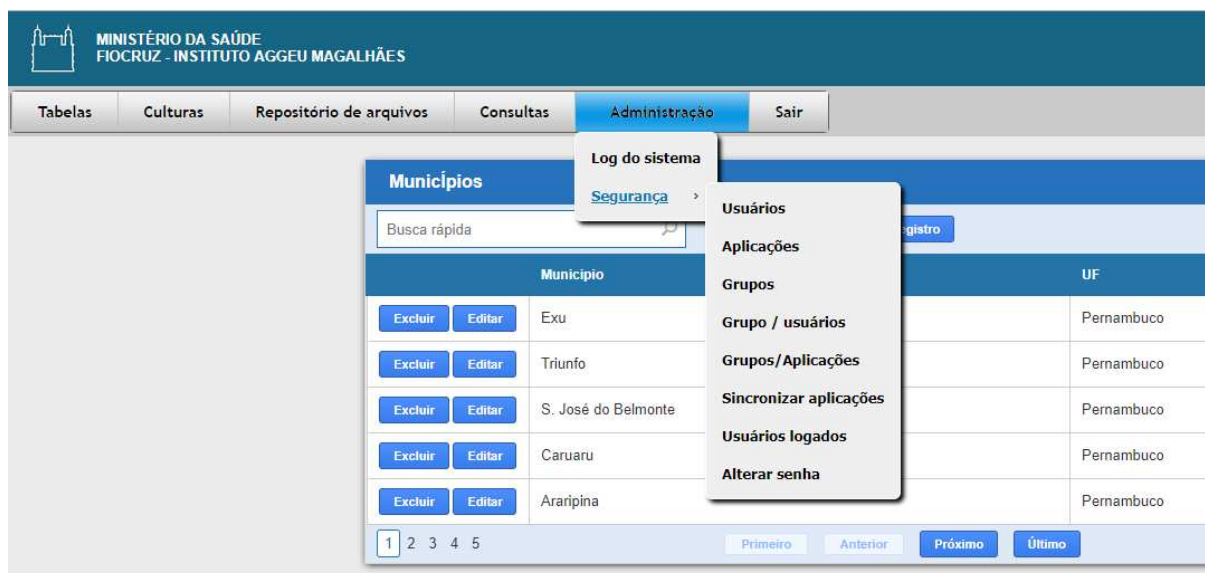 MINISTÉRIO DA SAÚDE
FIOCRUZ - INSTITUTO AGGEU MAGALHÃES
Tabelas Culturas Repositório de arquivos Consultas Administração Sair
Log do sistema
Segurança ›
Usuários
Aplicações
Grupos
Grupo / usuários
Grupos/Aplicações
Sincronizar aplicações
Usuários logados
Alterar senha
Municĺpios
Busca rápida
Municipio UF
Excluir Editar Exu Pernambuco
Excluir Editar Triunfo Pernambuco
Excluir Editar S. José do Belmonte Pernambuco
Excluir Editar Caruaru Pernambuco
Excluir Editar Araripina Pernambuco
1 2 3 4 5 Primeiro Anterior Próximo Último